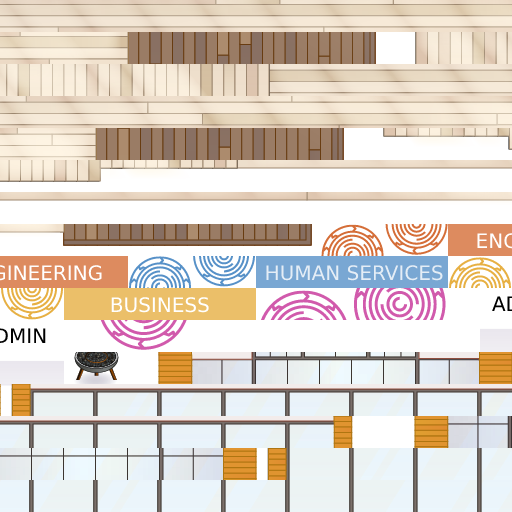 ENG
GINEERING
HUMAN SERVICES
BUSINESS
AD
DMIN